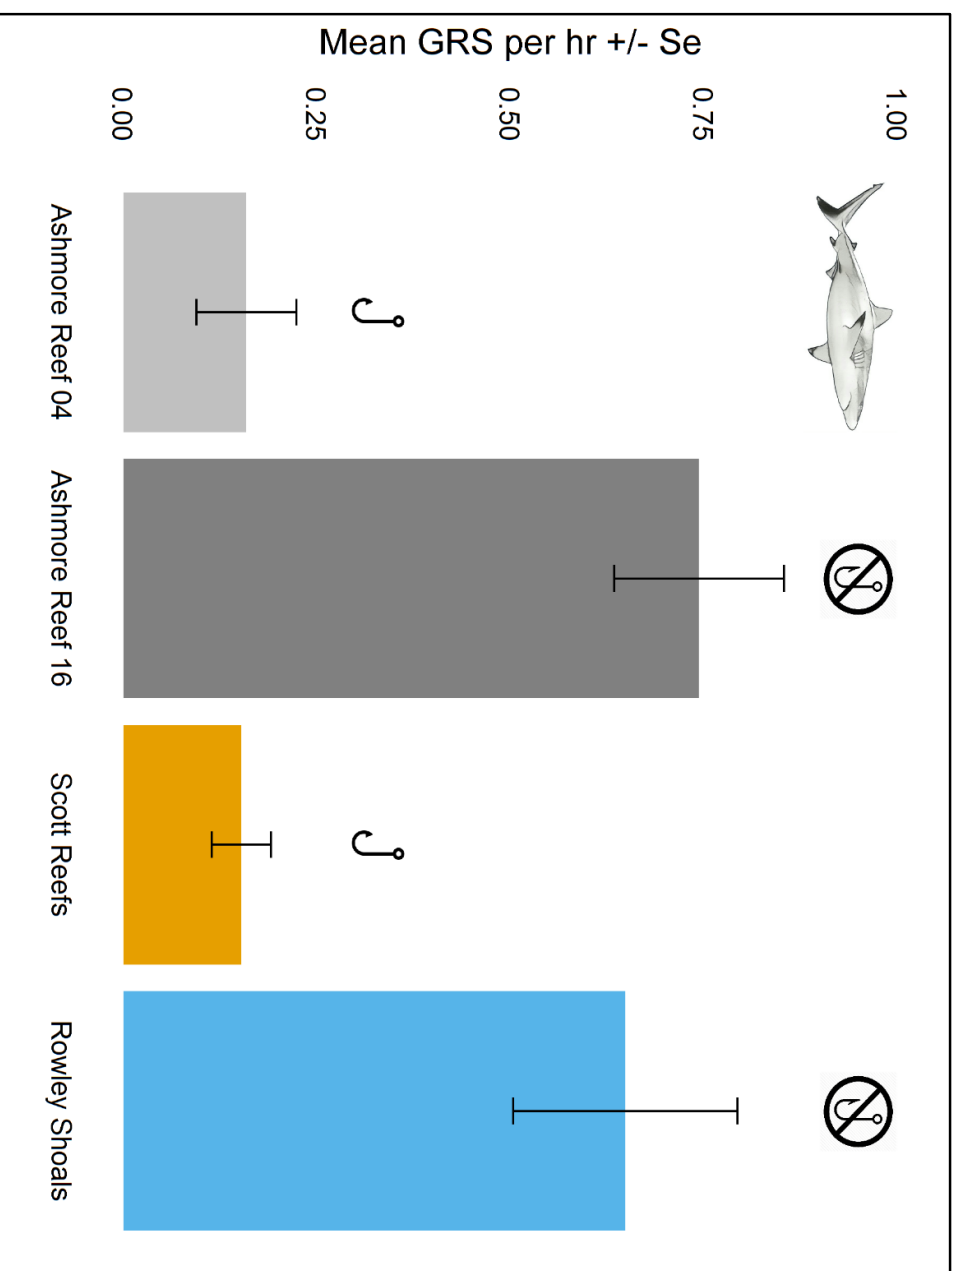 Mean GRS per hr +/- Se
1.00
0.75
0.50
0.25
0.00
Ashmore Reef 04
Ashmore Reef 16
Scott Reefs
Rowley Shoals